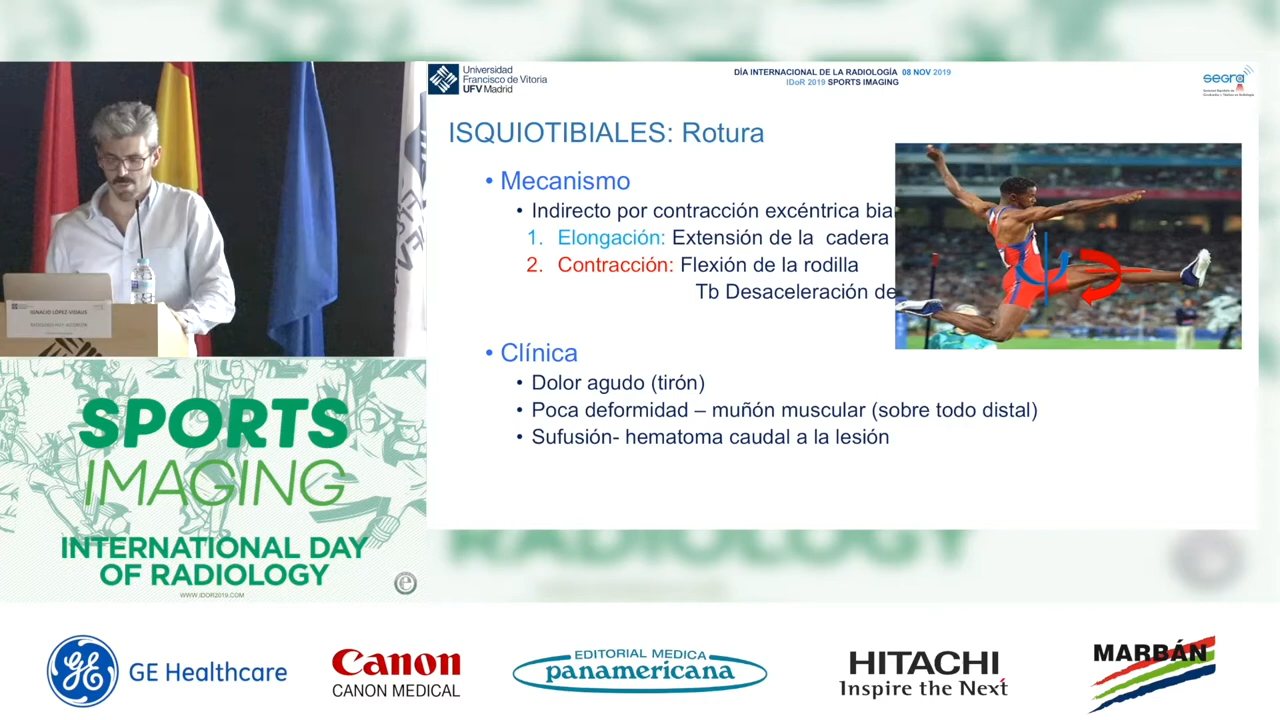 Universidad
Francisco de Vitoria
UFV Madrid
DÍA INTERNACIONAL DE LA RADIOLOGÍA 08 NOV 2019
IDoR 2019 SPORTS IMAGING
segra
ISQUIOTIBIALES: Rotura
• Mecanismo
• Indirecto por contracción excéntrica
1. Elongación: Extensión de la cadera
2. Contracción: Flexión de la rodilla
Tb Desaceleración de
• Clínica
• Dolor agudo (tirón)
• Poca deformidad – muñón muscular (sobre todo distal)
• Sufusión- hematoma caudal a la lesión
IGNACIO LÓPEZ-VIDAUS
SPORTS
IMAGING
INTERNATIONAL DAY
OF RADIOLOGY
WWW.IDOR2019.COM
RADIOLOGY
GE Healthcare
Canon
CANON MEDICAL
EDITORIAL MEDICA
panamericana
HITACHI
Inspire the Next
MARBÁN